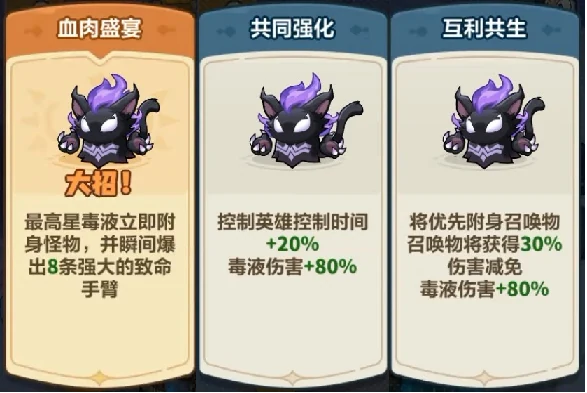 血肉盛宴
大招！
最高星毒液立即附
身怪物，并瞬间爆
出8条强大的致命
手臂
共同强化
控制英雄控制时间
+20%
毒液伤害+80%
互利共生
将优先附身召唤物
召唤物将获得30%
伤害减免
毒液伤害+80%